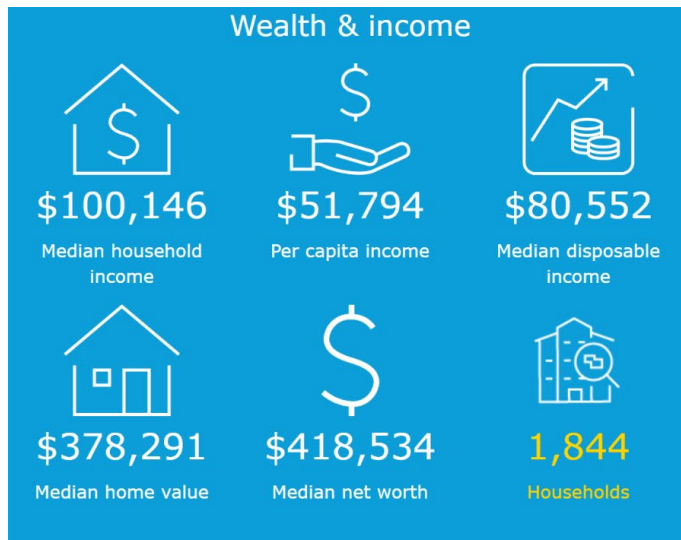 Wealth & income
$100,146
Median household
income
$51,794
Per capita income
$80,552
Median disposable
income
$378,291
Median home value
$418,534
Median net worth
1,844
Households